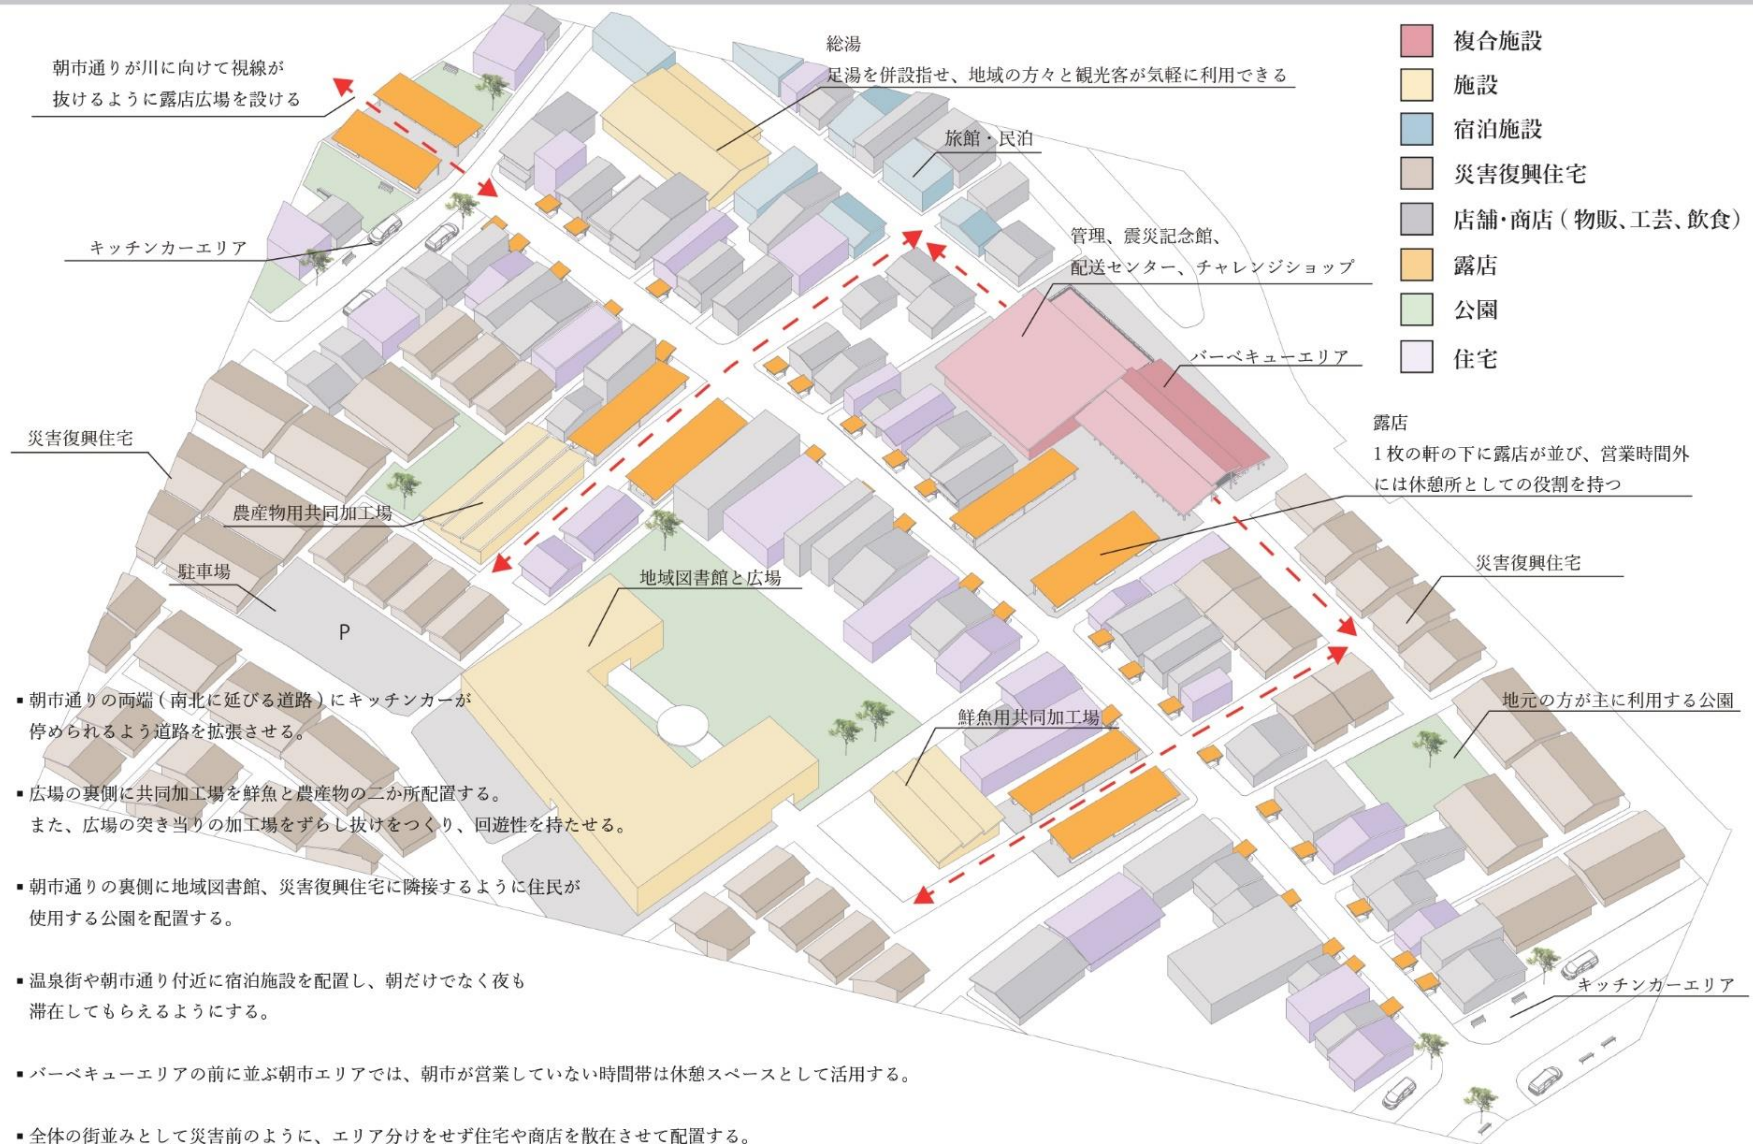 朝市通りが川に向けて視線が
抜けるように露店広場を設ける
総湯
足湯を併設指せ、地域の方々と観光客が気軽に利用できる
旅館・民泊
キッチンカーエリア
管理、震災記念館、
配送センター、チャレンジショップ
バーベキューエリア
複合施設
施設
宿泊施設
災害復興住宅
店舗・商店 ( 物販、工芸、飲食 )
露店
公園
住宅
露店
1 枚の軒の下に露店が並び、営業時間外
には休憩所としての役割を持つ
災害復興住宅
農産物用共同加工場
駐車場
P
地域図書館と広場
災害復興住宅
鮮魚用共同加工場
地元の方が主に利用する公園
キッチンカーエリア
▪ 朝市通りの両端 ( 南北に延びる道路 ) にキッチンカーが
停められるよう道路を拡張させる。
▪ 広場の裏側に共同加工場を鮮魚と農産物の二か所配置する。
また、広場の突き当りの加工場をずらし抜けをつくり、回遊性を持たせる。
▪ 朝市通りの裏側に地域図書館、災害復興住宅に隣接するように住民が
使用する公園を配置する。
▪ 温泉街や朝市通り付近に宿泊施設を配置し、朝だけでなく夜も
滞在してもらえるようにする。
▪ バーベキューエリアの前に並ぶ朝市エリアでは、朝市が営業していない時間帯は休憩スペースとして活用する。
▪ 全体の街並みとして災害前のように、エリア分けをせず住宅や商店を散在させて配置する。